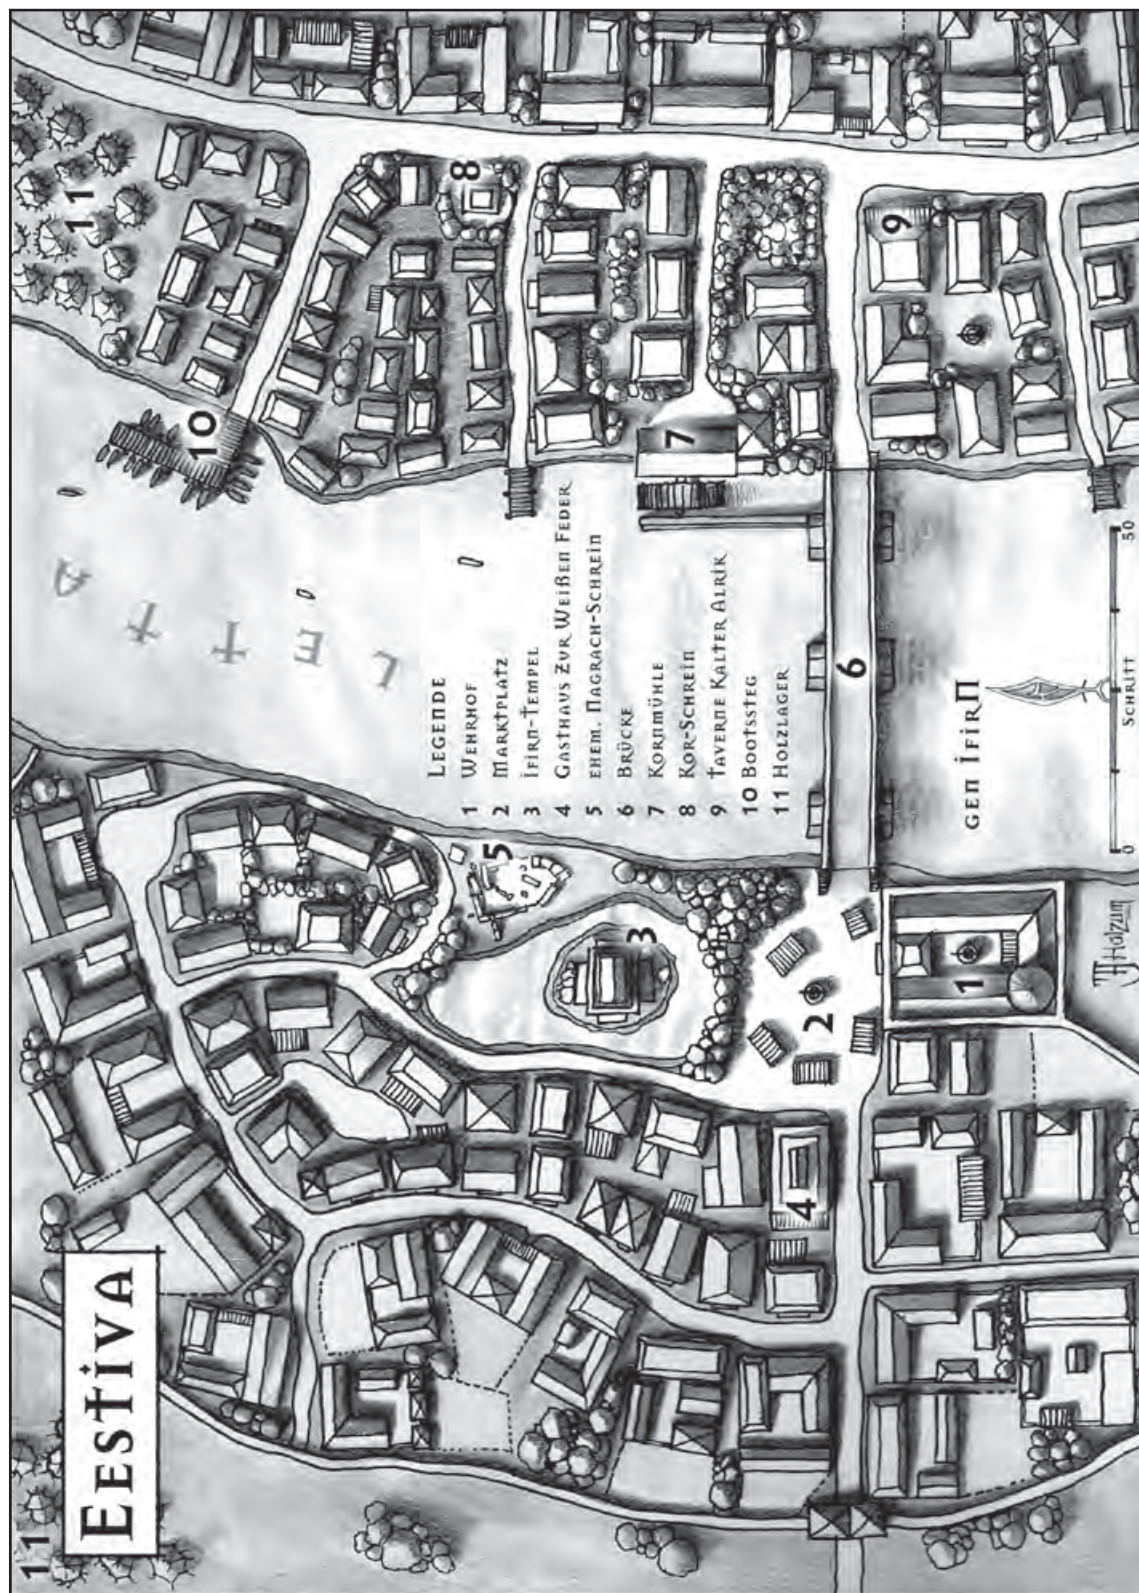 EESTIVA
LETTA
LEGENDE
1 WEHRHOF
2 MARKTPLATZ
3 IFIRN-TEMPEL
4 GASTHAUS ZUR WEIßEN FEDER
5 EHEM. NAGRACH-SCHREIN
6 BRÜCKE
7 KORNMÜHLE
8 KOR-SCHREIN
9 TAVERNE KALTER ALRIK
10 BOOTSSTEG
11 HOLZLAGER
GEN IFIRN
0 50
SCHRITT
11
11
10
8
7
9
6
5
3
2
1
4
Holzum